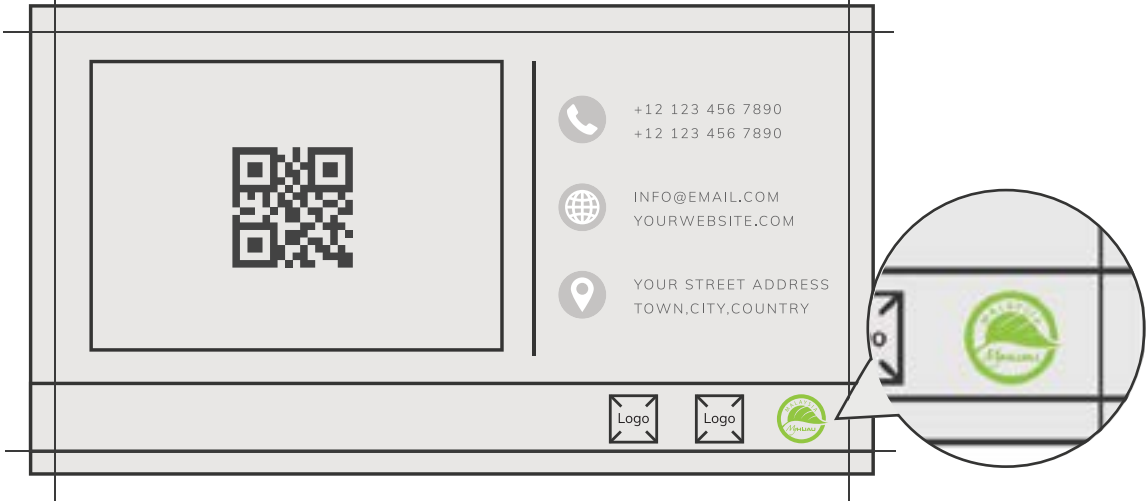 +12 123 456 7890
+12 123 456 7890
INFO@EMAIL.COM
YOURWEBSITE.COM
YOUR STREET ADDRESS
TOWN,CITY,COUNTRY
Logo
Logo
MALAYSIA